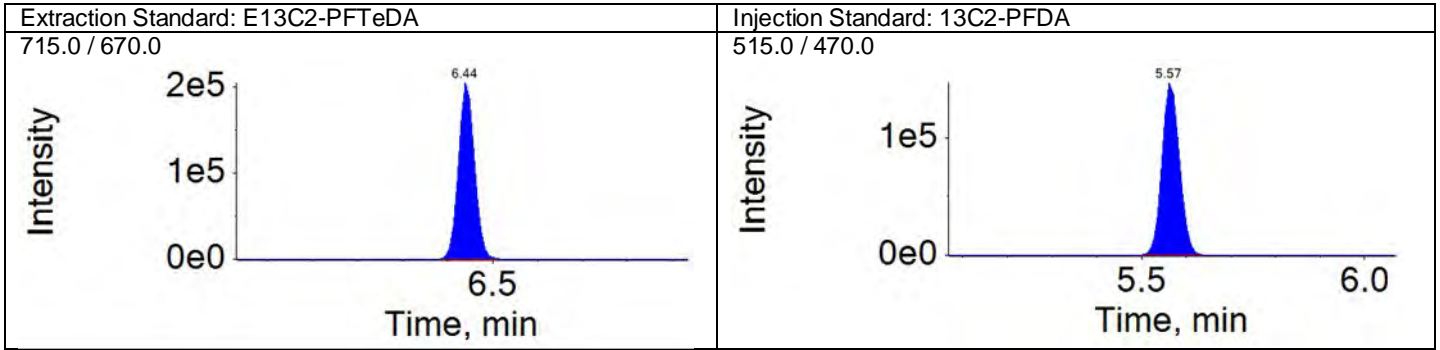 Extraction Standard: E13C2-PFTeDA
715.0 / 670.0
6.44
2e5
1e5
0e0
Intensity
6.5
Time, min
Injection Standard: 13C2-PFDA
515.0 / 470.0
5.57
1e5
0e0
Intensity
5.5
6.0
Time, min